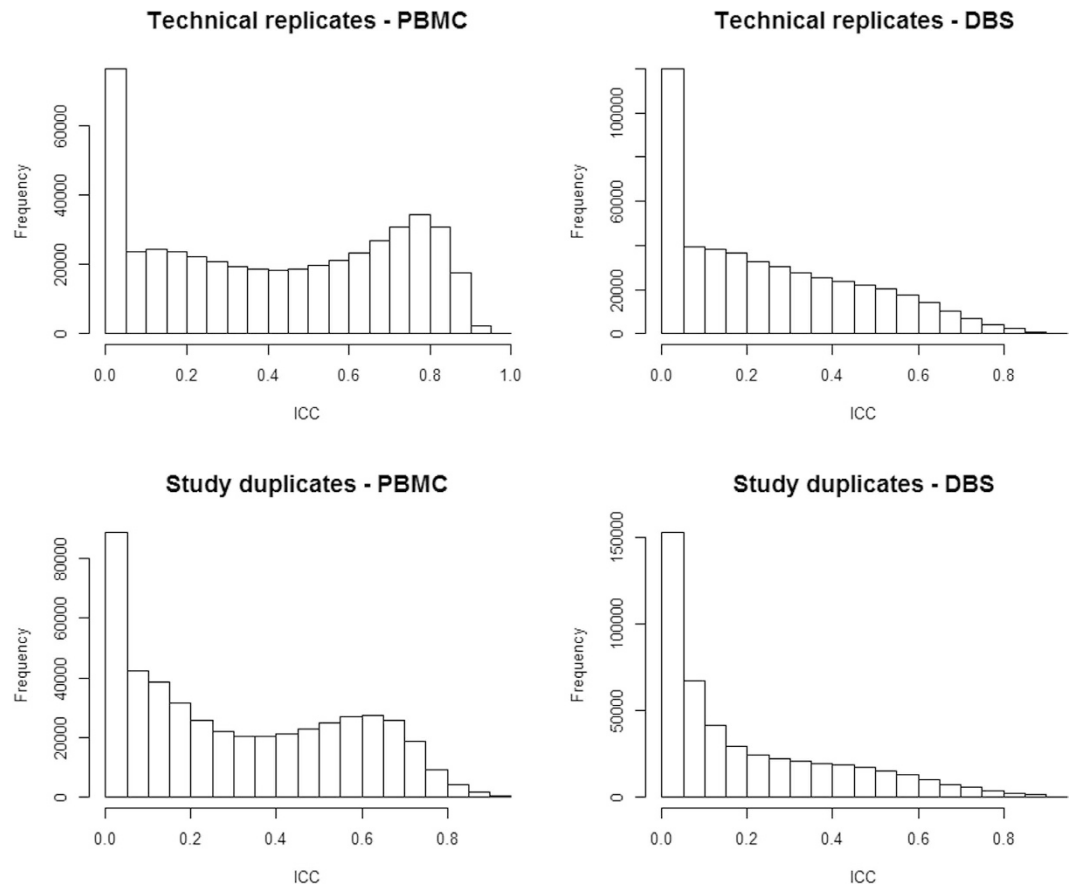 Technical replicates - PBMC
Frequency
0
20000
40000
60000
0.0 0.2 0.4 0.6 0.8 1.0
ICC
Technical replicates - DBS
Frequency
0
20000
60000
100000
0.0 0.2 0.4 0.6 0.8
ICC
Study duplicates - PBMC
Frequency
0
20000
40000
60000
80000
0.0 0.2 0.4 0.6 0.8
ICC
Study duplicates - DBS
Frequency
0
50000
100000
150000
0.0 0.2 0.4 0.6 0.8
ICC